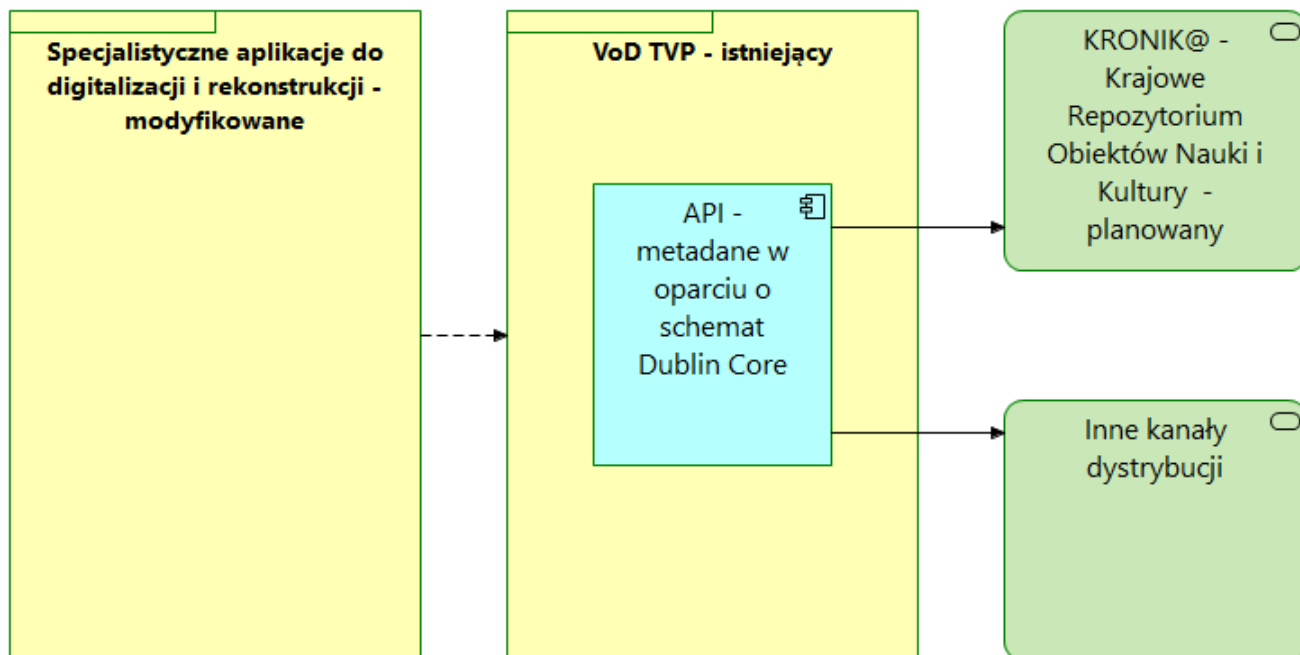 Specjalistyczne aplikacje do
digitalizacji i rekonstrukcji -
modyfikowane
VoD TVP - istniejący
API -
metadane w
oparciu o
schemat
Dublin Core
KRONIK@ -
Krajowe
Repozytorium
Obiektów Nauki i
Kultury -
planowany
Inne kanały
dystrybucji